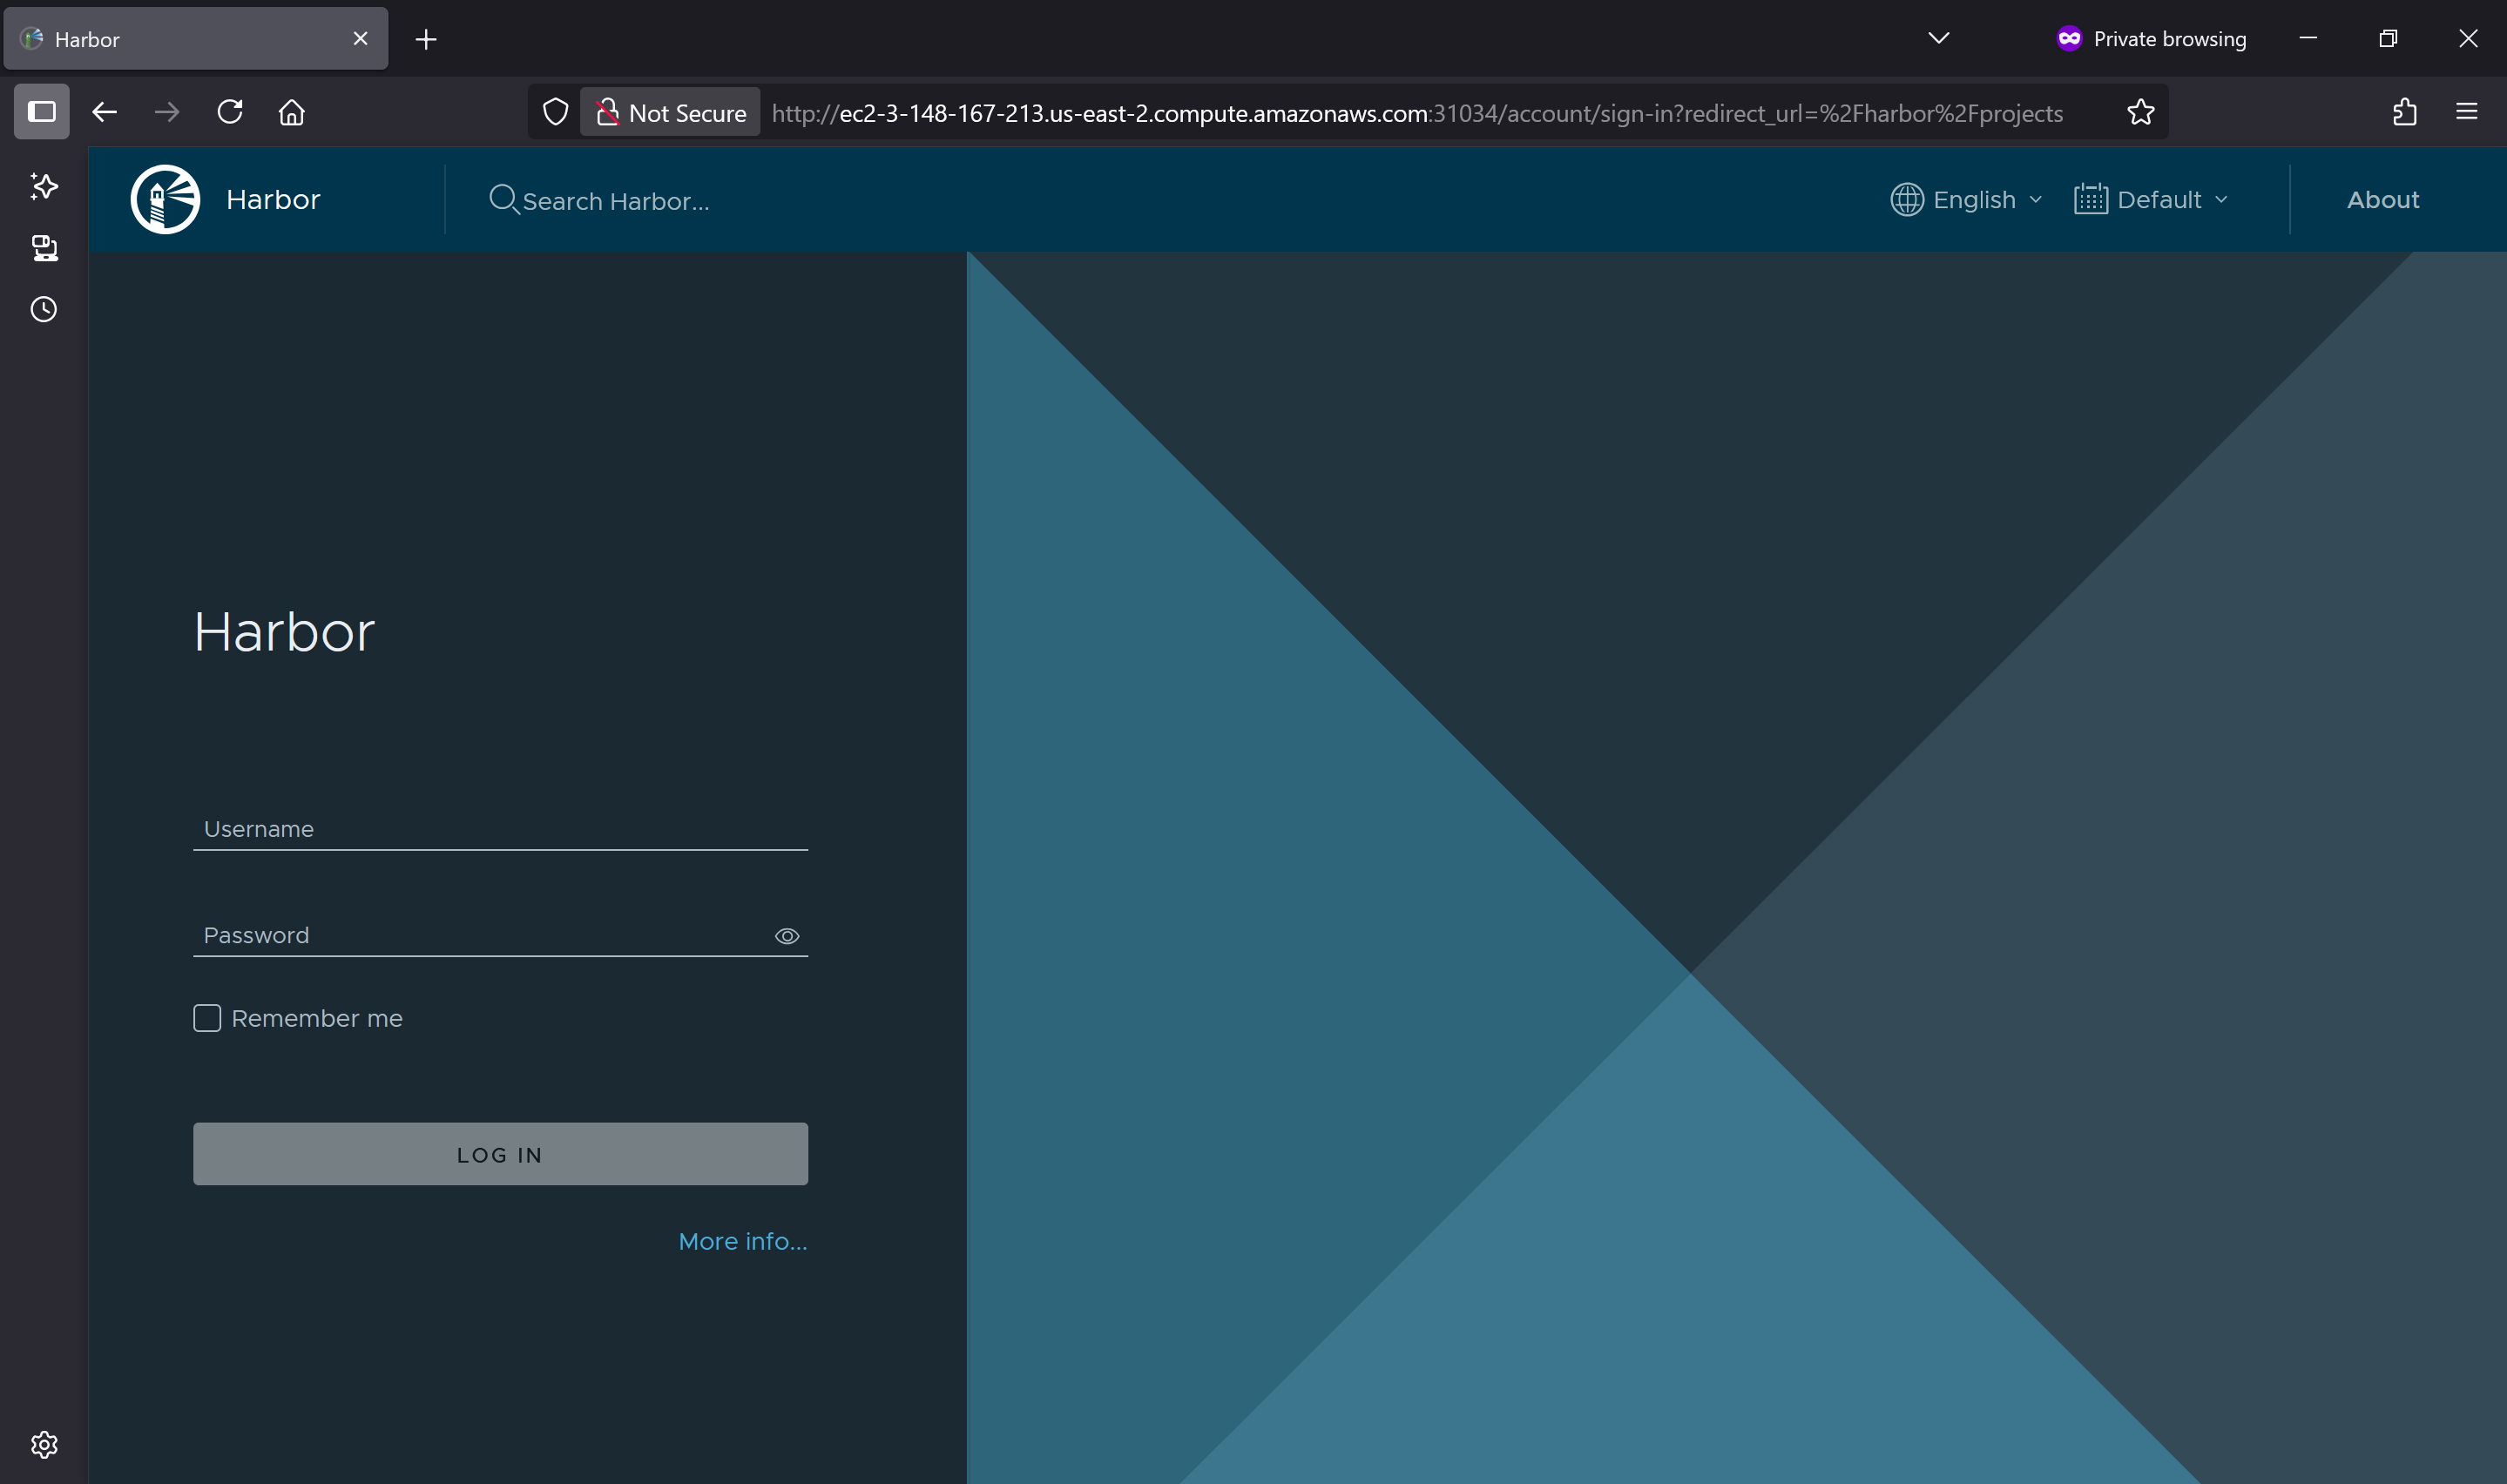 Harbor
Private browsing
Not Secure
http://ec2-3-148-167-213.us-east-2.compute.amazonaws.com:31034/account/sign-in?redirect_url=%2Fharbor%2Fprojects
Harbor
Search Harbor...
English
Default
About
Harbor
Username
Password
Remember me
LOG IN
More info...